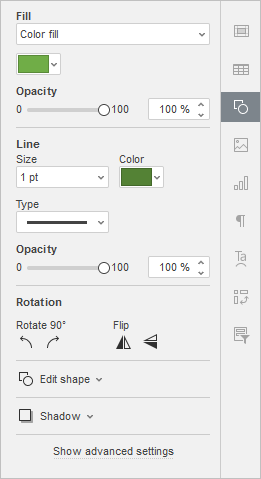 Fill
Color fill
Opacity
0 100 100 %
Line
Size Color
1 pt
Type
Opacity
0 100 100 %
Rotation
Rotate 90° Flip
Edit shape
Shadow
Show advanced settings
¶
Ta